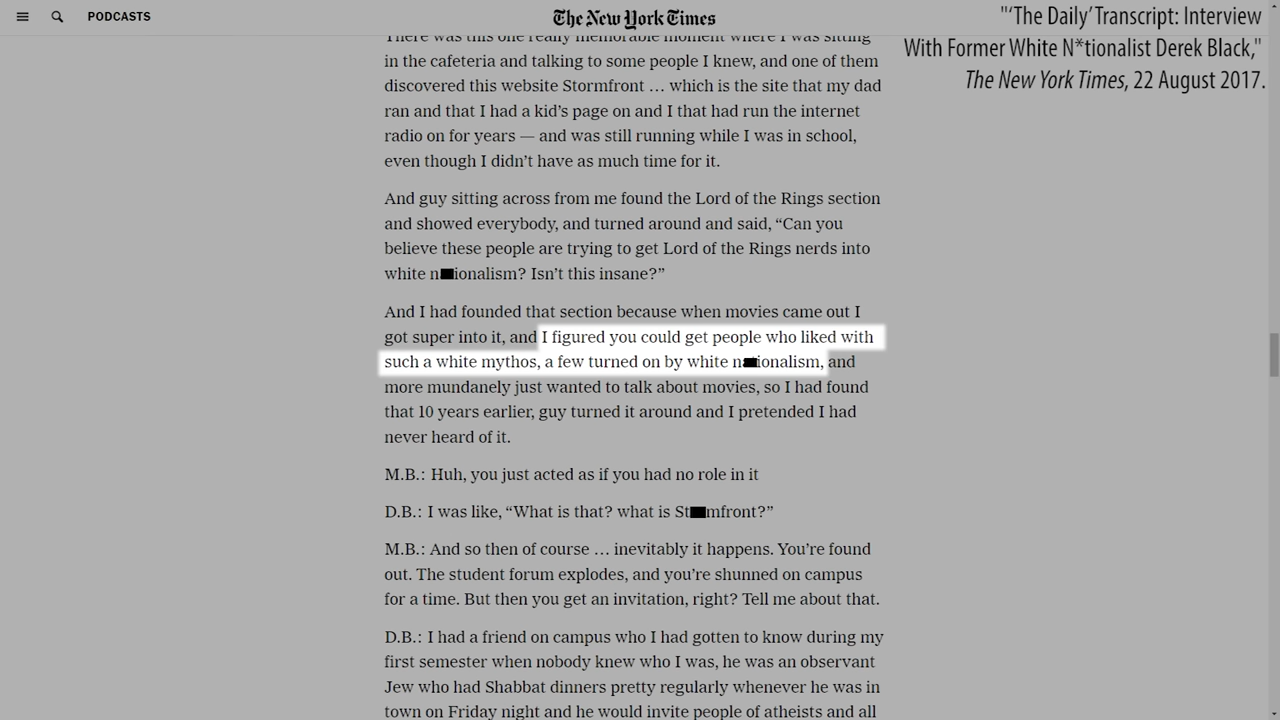 PODCASTS
The New York Times
"‘The Daily’ Transcript: Interview
With Former White N*tionalist Derek Black,"
The New York Times, 22 August 2017.
There was this one really memorable moment where I was sitting
in the cafeteria and talking to some people I knew, and one of them
discovered this website Stormfront … which is the site that my dad
ran and that I had a kid’s page on and I that had run the internet
radio on for years — and was still running while I was in school,
even though I didn’t have as much time for it.
And guy sitting across from me found the Lord of the Rings section
and showed everybody, and turned around and said, “Can you
believe these people are trying to get Lord of the Rings nerds into
white n ionalism? Isn’t this insane?”
And I had founded that section because when movies came out I
got super into it, and I figured you could get people who liked with
such a white mythos, a few turned on by white n ionalism, and
more mundanely just wanted to talk about movies, so I had found
that 10 years earlier, guy turned it around and I pretended I had
never heard of it.
M.B.: Huh, you just acted as if you had no role in it
D.B.: I was like, “What is that? what is St mfront?”
M.B.: And so then of course … inevitably it happens. You’re found
out. The student forum explodes, and you’re shunned on campus
for a time. But then you get an invitation, right? Tell me about that.
D.B.: I had a friend on campus who I had gotten to know during my
first semester when nobody knew who I was, he was an observant
Jew who had Shabbat dinners pretty regularly whenever he was in
town on Friday night and he would invite people of atheists and all